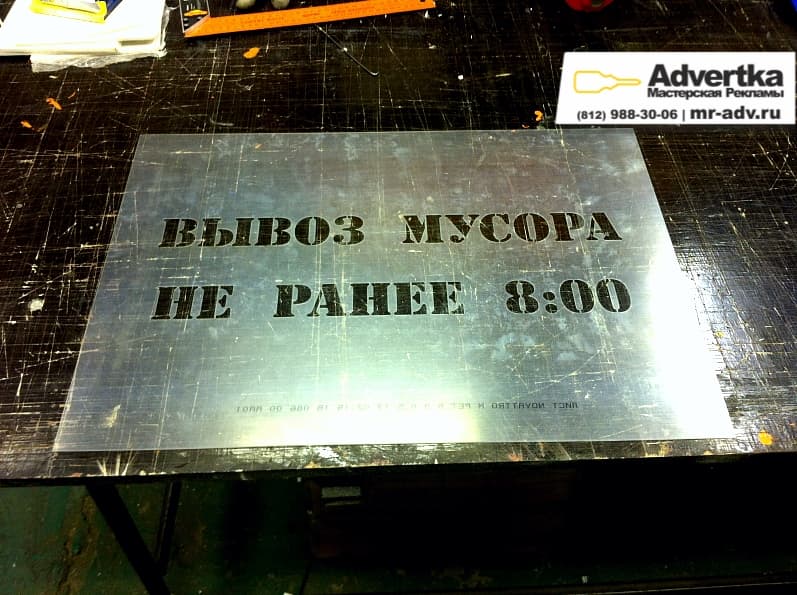 Advertka
Мастерская Рекламы
(812) 988-30-06 | mr-adv.ru
ВЫВОЗ МУСОРА
НЕ РАНЕЕ 8:00